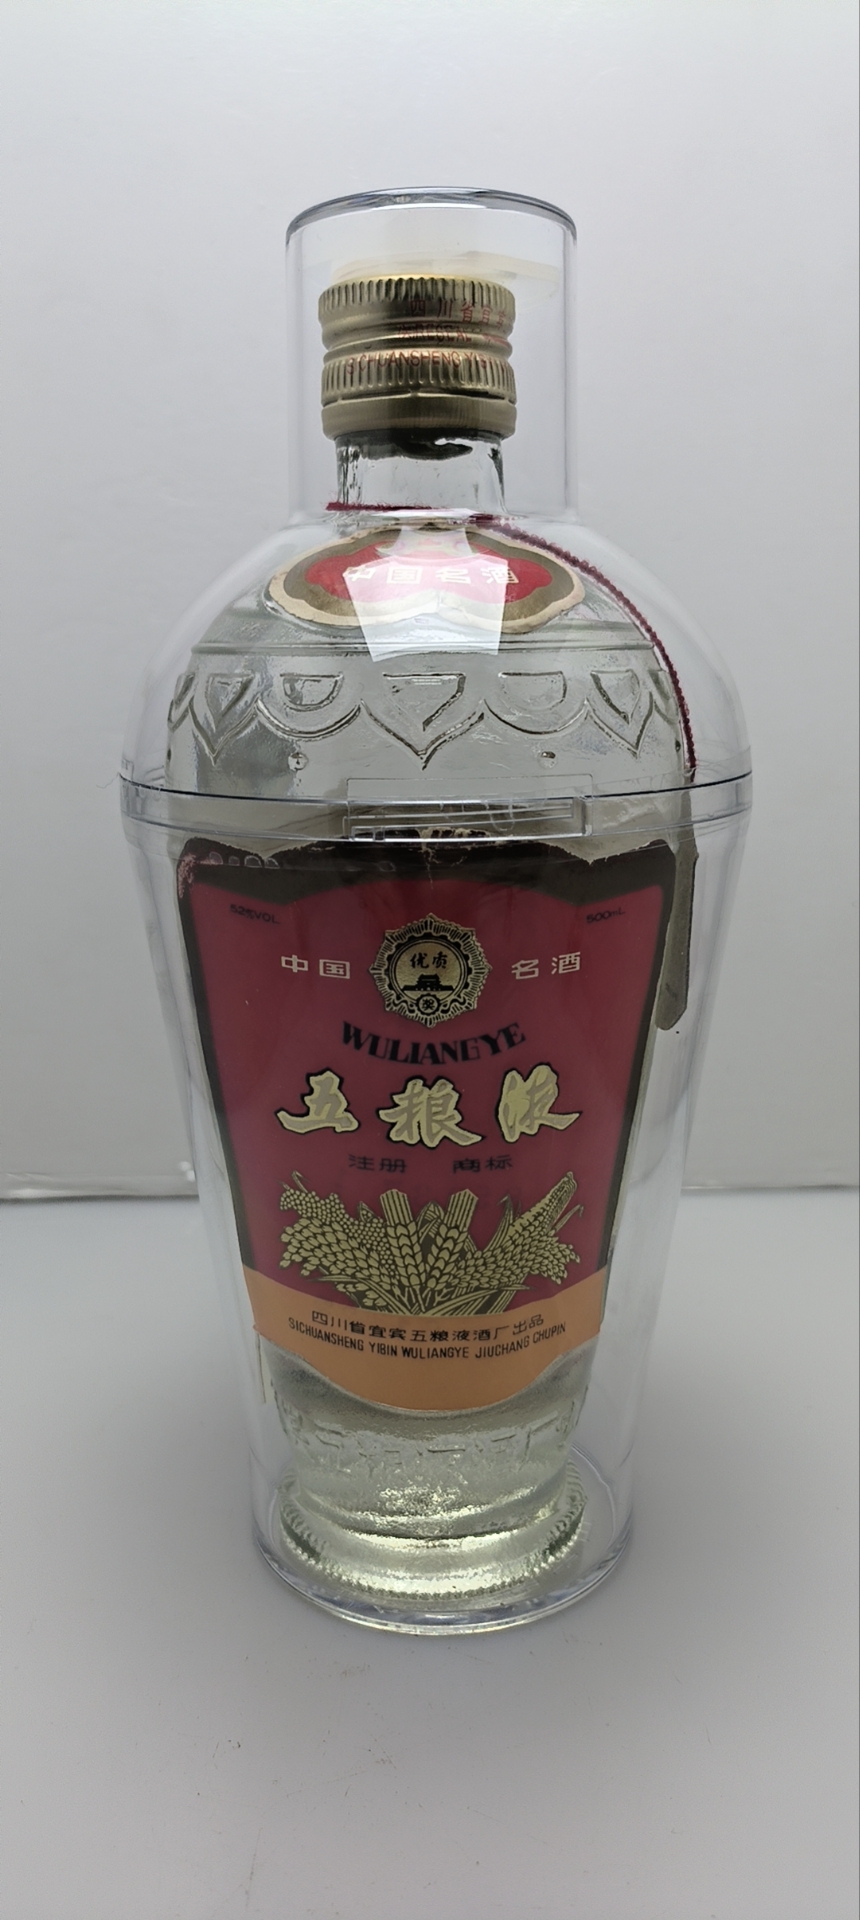 四川省宜宾
SICHUANSHENG YI
中国名酒
52%VOL
500mL
中国
优质
奖
名酒
WULIANGYE
五粮液
注册 商标
四川省宜宾五粮液酒厂出品
SICHUANSHENG YIBIN WULIANGYE JIUCHANG CHUPIN